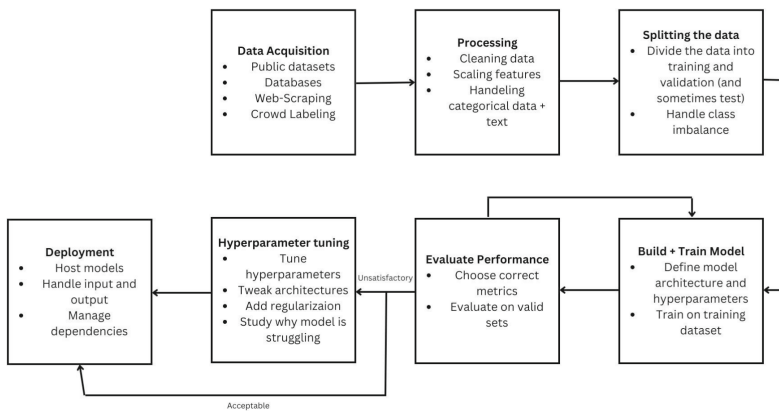 Data Acquisition
Public datasets
Databases
Web-Scraping
Crowd Labeling
Processing
Cleaning data
Scaling features
Handeling
categorical data +
text
Splitting the data
Divide the data into
training and
validation (and
sometimes test)
Handle class
imbalance
Deployment
Host models
Handle input and
output
Manage
dependencies
Hyperparameter tuning
Tune
hyperparameters
Tweak architectures
Add regularizaion
Study why model is
struggling
Unsatisfactory
Evaluate Performance
Choose correct
metrics
Evaluate on valid
sets
Build + Train Model
Define model
architecture and
hyperparameters
Train on training
dataset
Acceptable